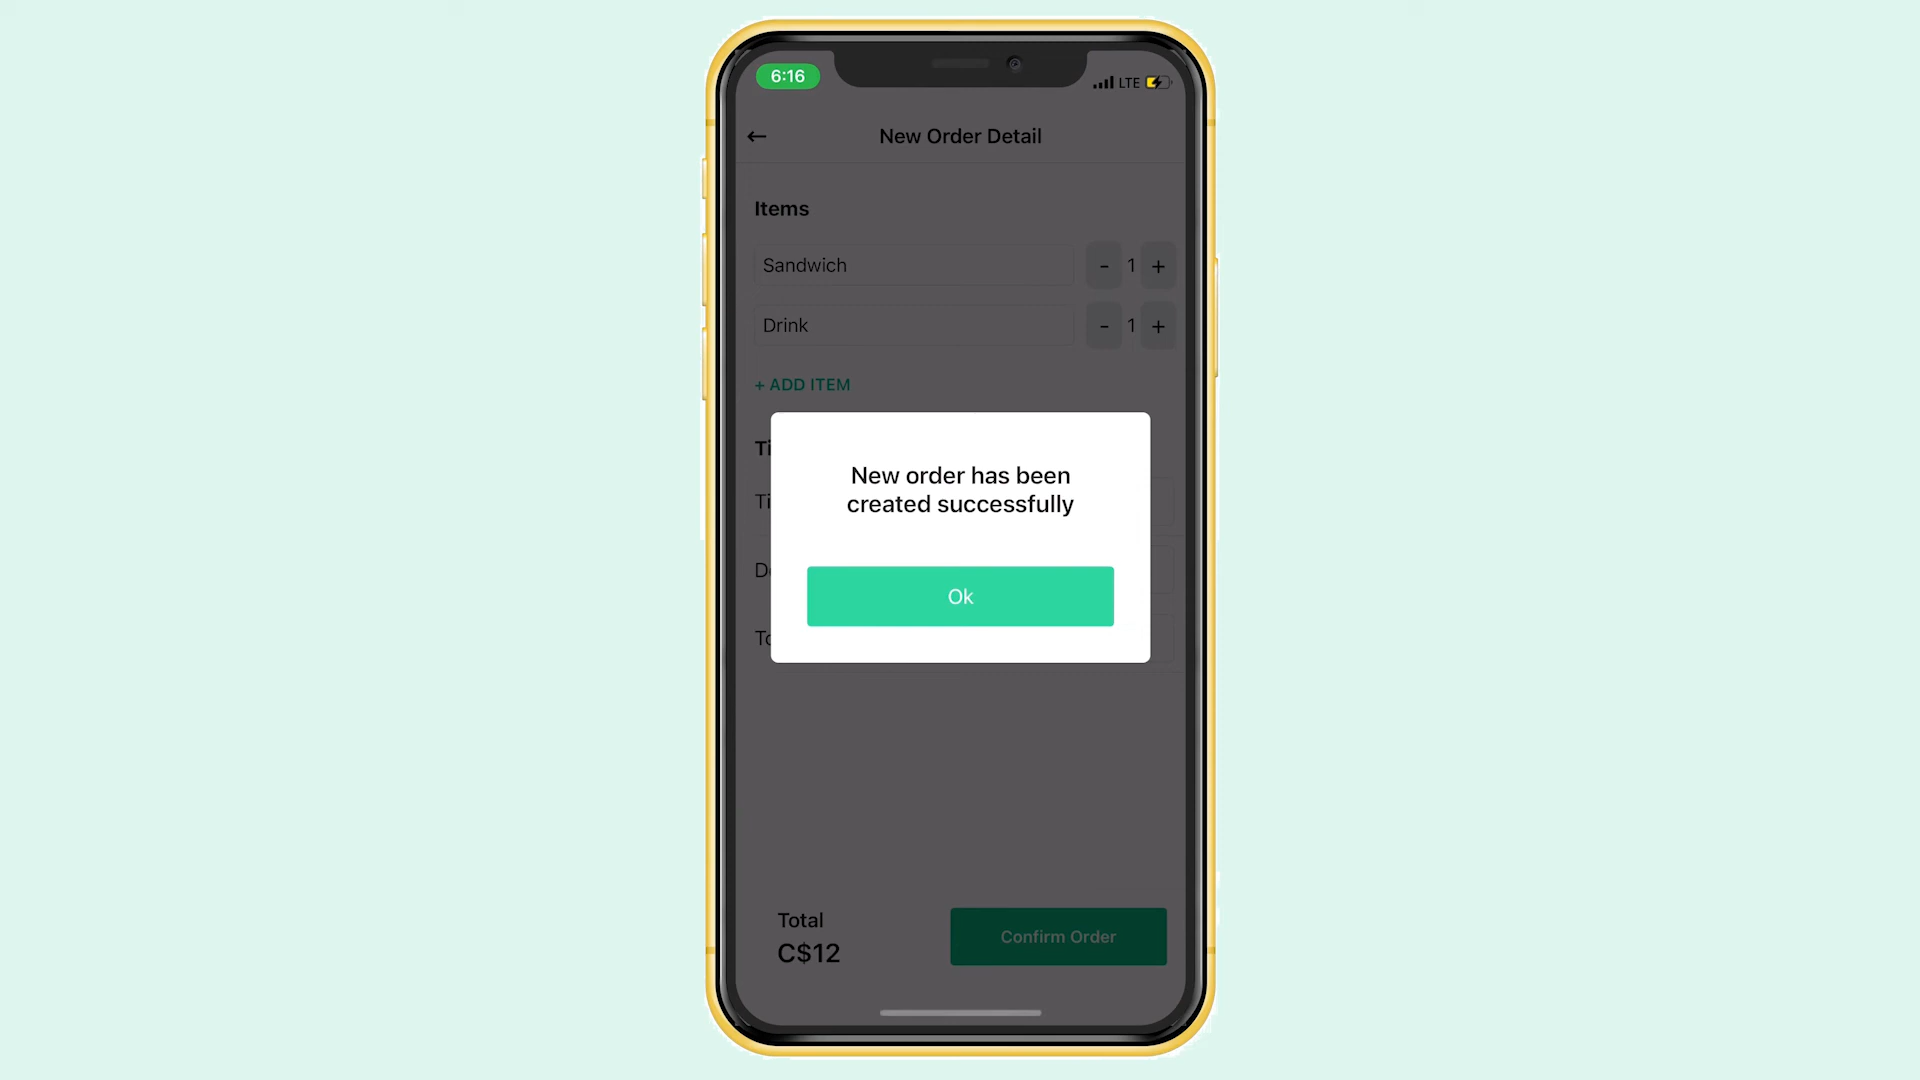 6:16
LTE
New Order Detail
Items
Sandwich
- 1 +
Drink
- 1 +
+ ADD ITEM
New order has been
created successfully
Ok
Total
C$12
Confirm Order